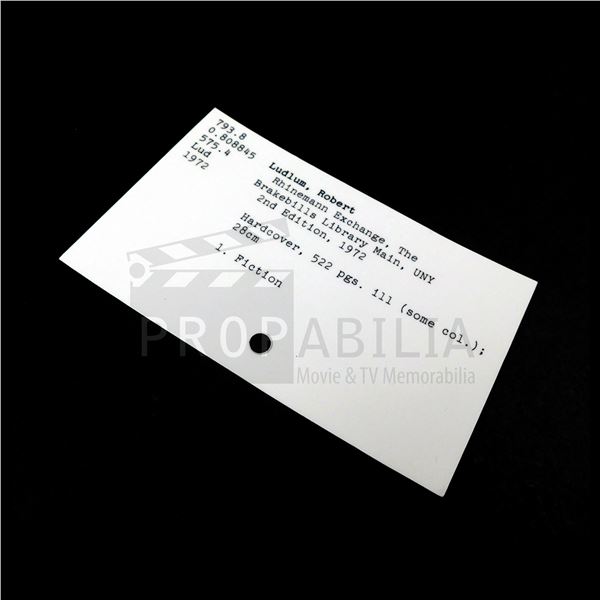 793.8
0.808845
575.4
Lud
1972
Ludlum, Robert
Rhinemann Exchange, The
Brakebills Library Main, UNY
2nd Edition, 1972
Hardcover, 522 pgs. ill (some col.);
28cm
1. Fiction
PROPABILIA
Movie & TV Memorabilia